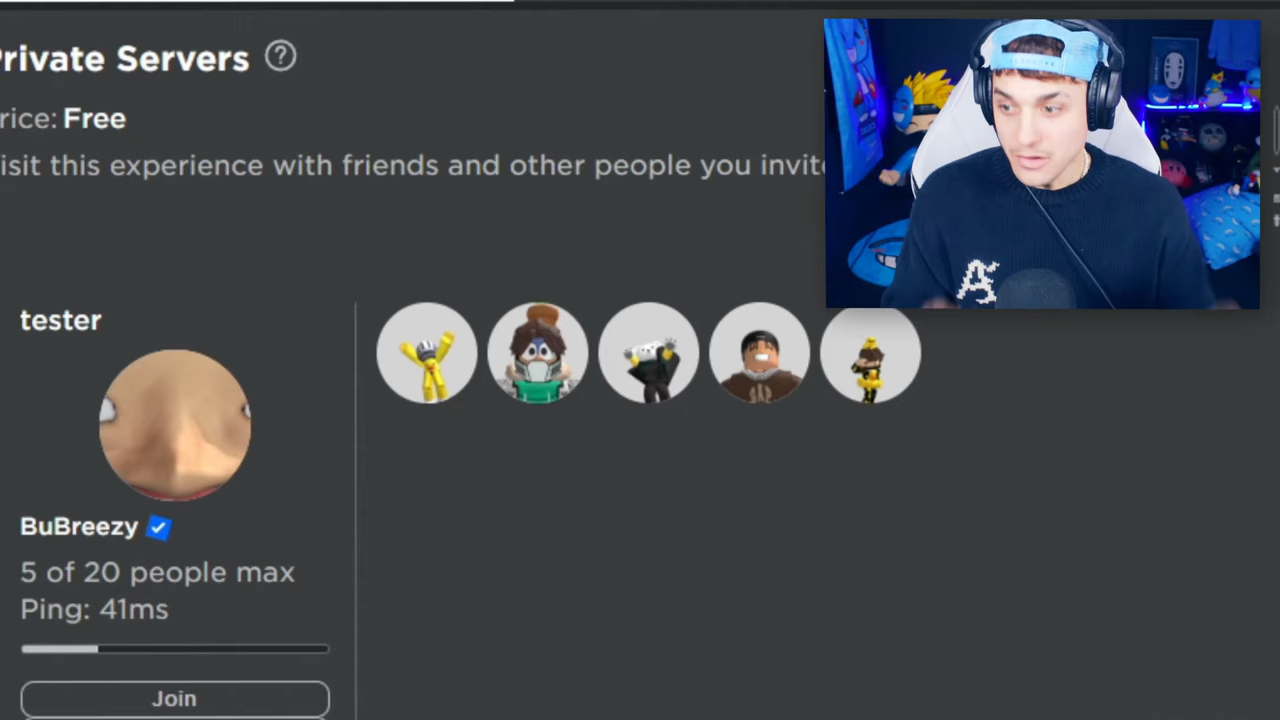 rivate Servers ?
rice: Free
isit this experience with friends and other people you invit
tester
BuBreezy
5 of 20 people max
Ping: 41ms
Join